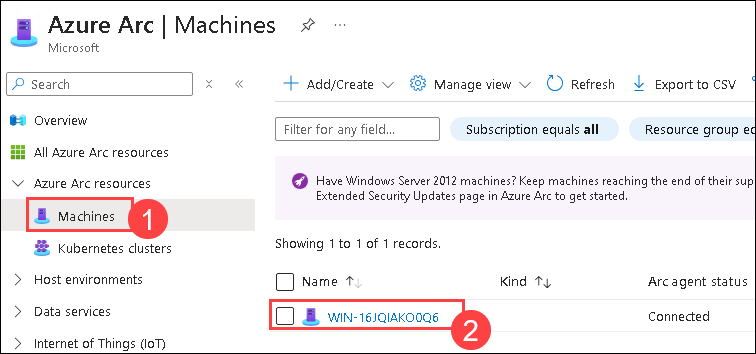 Azure Arc | Machines
Microsoft
Search
Add/Create
Manage view
Refresh
Export to CSV
Overview
All Azure Arc resources
Azure Arc resources
Machines
1
Kubernetes clusters
Host environments
Data services
Internet of Things (IoT)
Filter for any field...
Subscription equals all
Resource group eq
Have Windows Server 2012 machines? Keep machines reaching the end of their sup
Extended Security Updates page in Azure Arc to get started.
Showing 1 to 1 of 1 records.
Name
Kind
Arc agent status
WIN-16JQIAKO0Q6
2
Connected